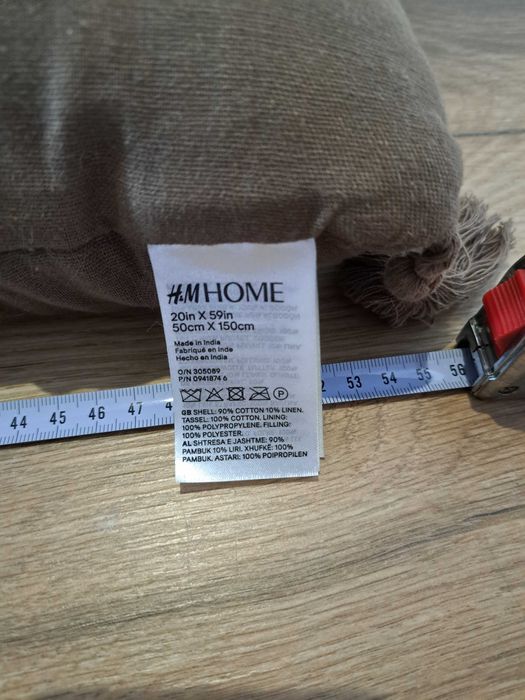 H&M HOME
20in X 59in
50cm X 150cm
Made in India
Fabriqué en Inde
Hecho en India
O/N 305089
P/N 0941874 6
GB SHELL: 90% COTTON 10% LINEN.
TASSEL: 100% COTTON. LINING:
100% POLYPROPYLENE. FILLING:
100% POLYESTER.
AL SHTRESA E JASHTME: 90%
PAMBUK 10% LIRI. XHUFKË: 100%
PAMBUK. ASTARI: 100% POIPROPILEN
44 45 46 47 53 54 55 56